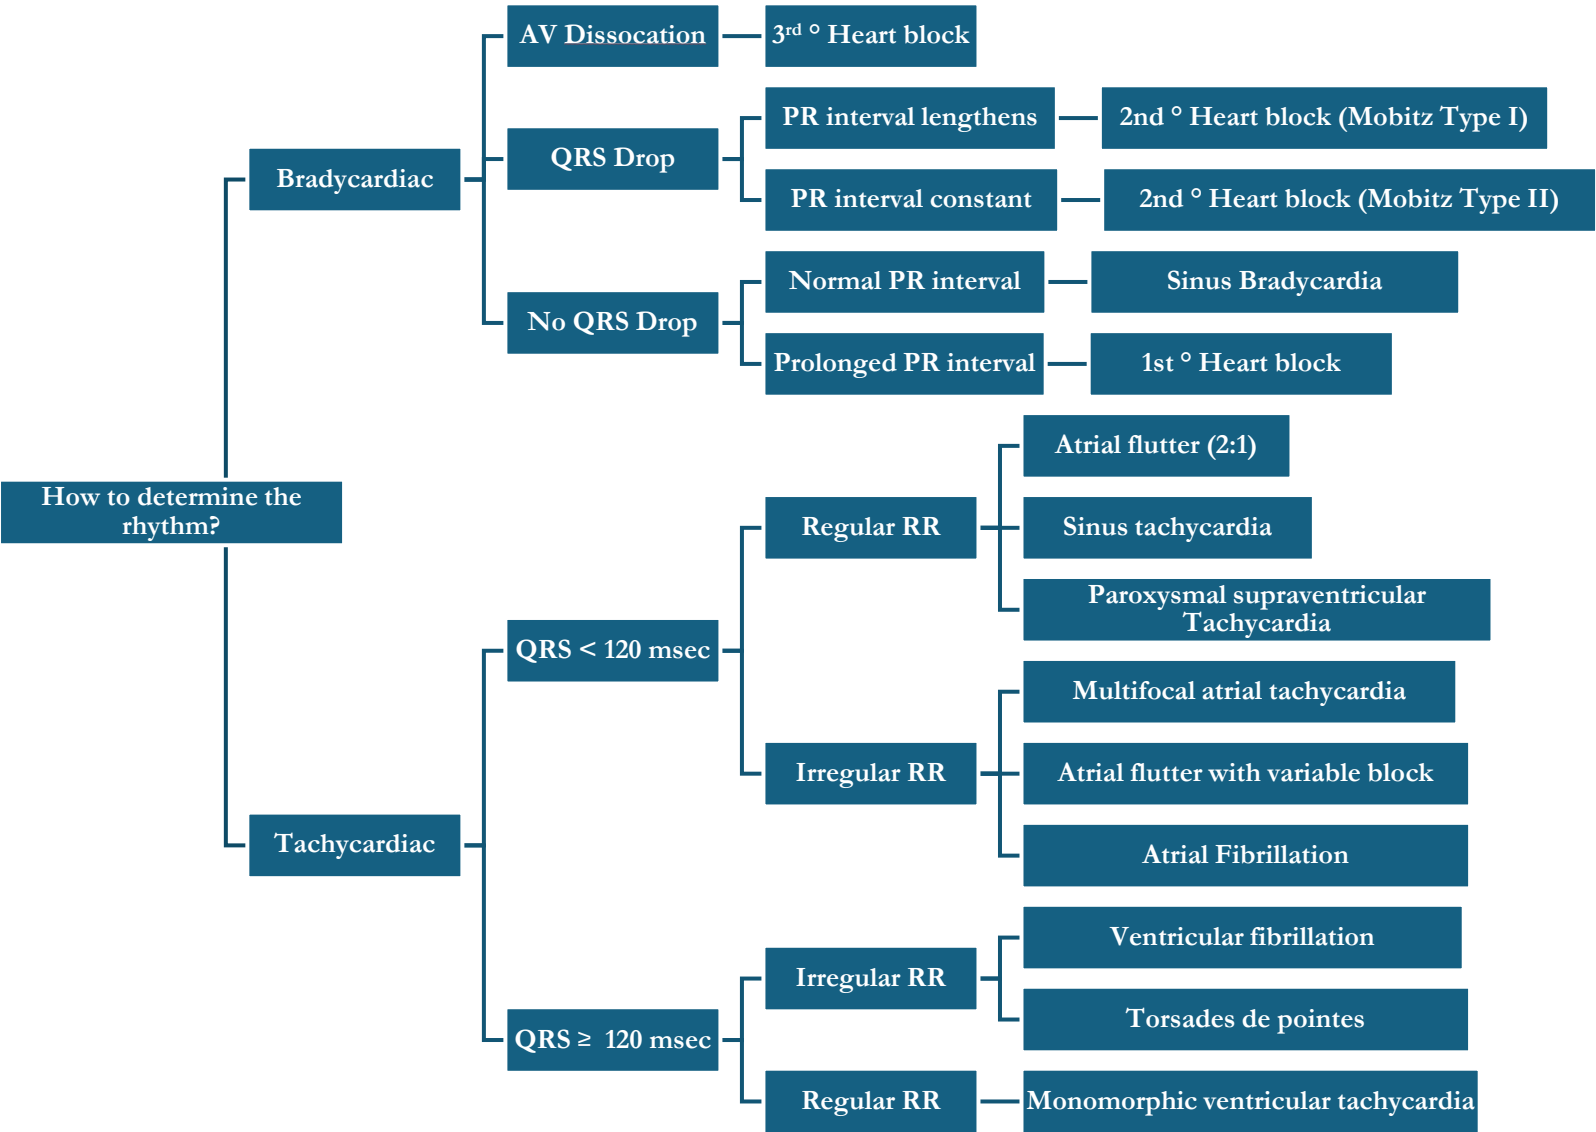 How to determine the
rhythm?
Bradycardiac
AV Dissocation
3rd ° Heart block
QRS Drop
PR interval lengthens
2nd ° Heart block (Mobitz Type I)
PR interval constant
2nd ° Heart block (Mobitz Type II)
No QRS Drop
Normal PR interval
Sinus Bradycardia
Prolonged PR interval
1st ° Heart block
Tachycardiac
QRS < 120 msec
Regular RR
Atrial flutter (2:1)
Sinus tachycardia
Paroxysmal supraventricular
Tachycardia
Irregular RR
Multifocal atrial tachycardia
Atrial flutter with variable block
Atrial Fibrillation
QRS ≥ 120 msec
Irregular RR
Ventricular fibrillation
Torsades de pointes
Regular RR
Monomorphic ventricular tachycardia